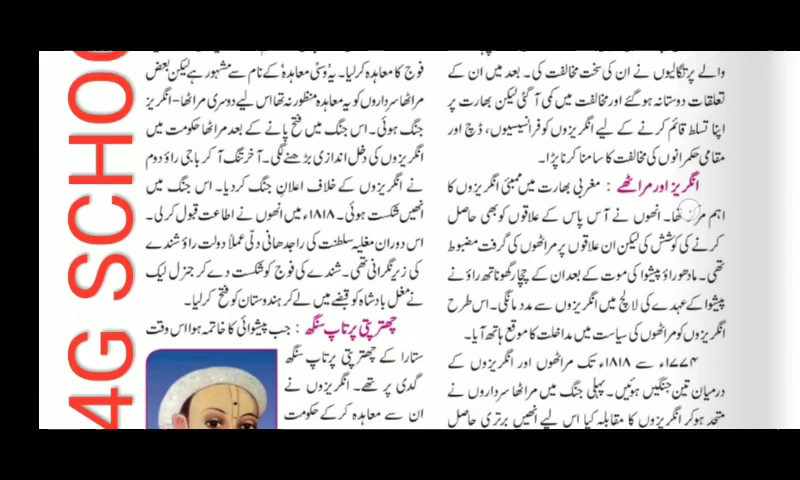 والے پرتگالیوں نے ان کی سخت مخالفت کی۔ بعد میں ان کے
تعلقات دوستانہ ہوگئے اور مخالفت میں کمی آگئی لیکن بھارت پر
اپنا تسلط قائم کرنے کے لیے انگریزوں کو فرانسیسیوں، ڈچ اور
مقامی حکمرانوں کی مخالفت کا سامنا کرنا پڑا۔
انگریز اور مراٹھے : مغربی بھارت میں ممبئی انگریزوں کا
اہم مرکز تھا۔ انھوں نے آس پاس کے علاقوں کو بھی حاصل
کرنے کی کوشش کی لیکن ان علاقوں پر مراٹھوں کی گرفت مضبوط
تھی۔ مادھوراؤ پیشوا کی موت کے بعد ان کے چچا رگھوناتھ راؤ نے
پیشوا کے عہدے کی لالچ میں انگریزوں سے مدد مانگی۔ اس طرح
انگریزوں کو مراٹھوں کی سیاست میں مداخلت کا موقع ہاتھ آیا۔
۱۷۷۴ء سے ۱۸۱۸ء تک مراٹھوں اور انگریزوں کے
درمیان تین جنگیں ہوئیں۔ پہلی جنگ میں مراٹھا سرداروں نے
متحد ہوکر انگریزوں کا مقابلہ کیا اس لیے انھیں برتری حاصل
فوج کا معاہدہ کرلیا۔ یہ 'وسئی معاہدہ' کے نام سے مشہور ہے لیکن بعض
مراٹھا سرداروں کو یہ معاہدہ منظور نہ تھا اس لیے دوسری مراٹھا-انگریز
جنگ ہوئی۔ اس جنگ میں فتح پانے کے بعد مراٹھا حکومت میں
انگریزوں کی دخل اندازی بڑھنے لگی۔ آخر تنگ آ کر باجی راؤ دوم
نے انگریزوں کے خلاف اعلانِ جنگ کردیا۔ اس جنگ میں
انھیں شکست ہوئی۔ ۱۸۱۸ء میں انھوں نے اطاعت قبول کرلی۔
اس دوران مغلیہ سلطنت کی راجدھانی دلّی عملاً دولت راؤ شندے
کی زیرِ نگرانی تھی۔ شندے کی فوج کو شکست دے کر جنرل لیک
نے مغل بادشاہ کو قبضے میں لے کر ہندوستان کو فتح کرلیا۔
چھترپتی پرتاپ سنگھ : جب پیشوائی کا خاتمہ ہوا اس وقت
ستارا کے چھترپتی پرتاپ سنگھ
گدی پر تھے۔ انگریزوں نے
ان سے معاہدہ کرکے حکومت
4G SCHOO